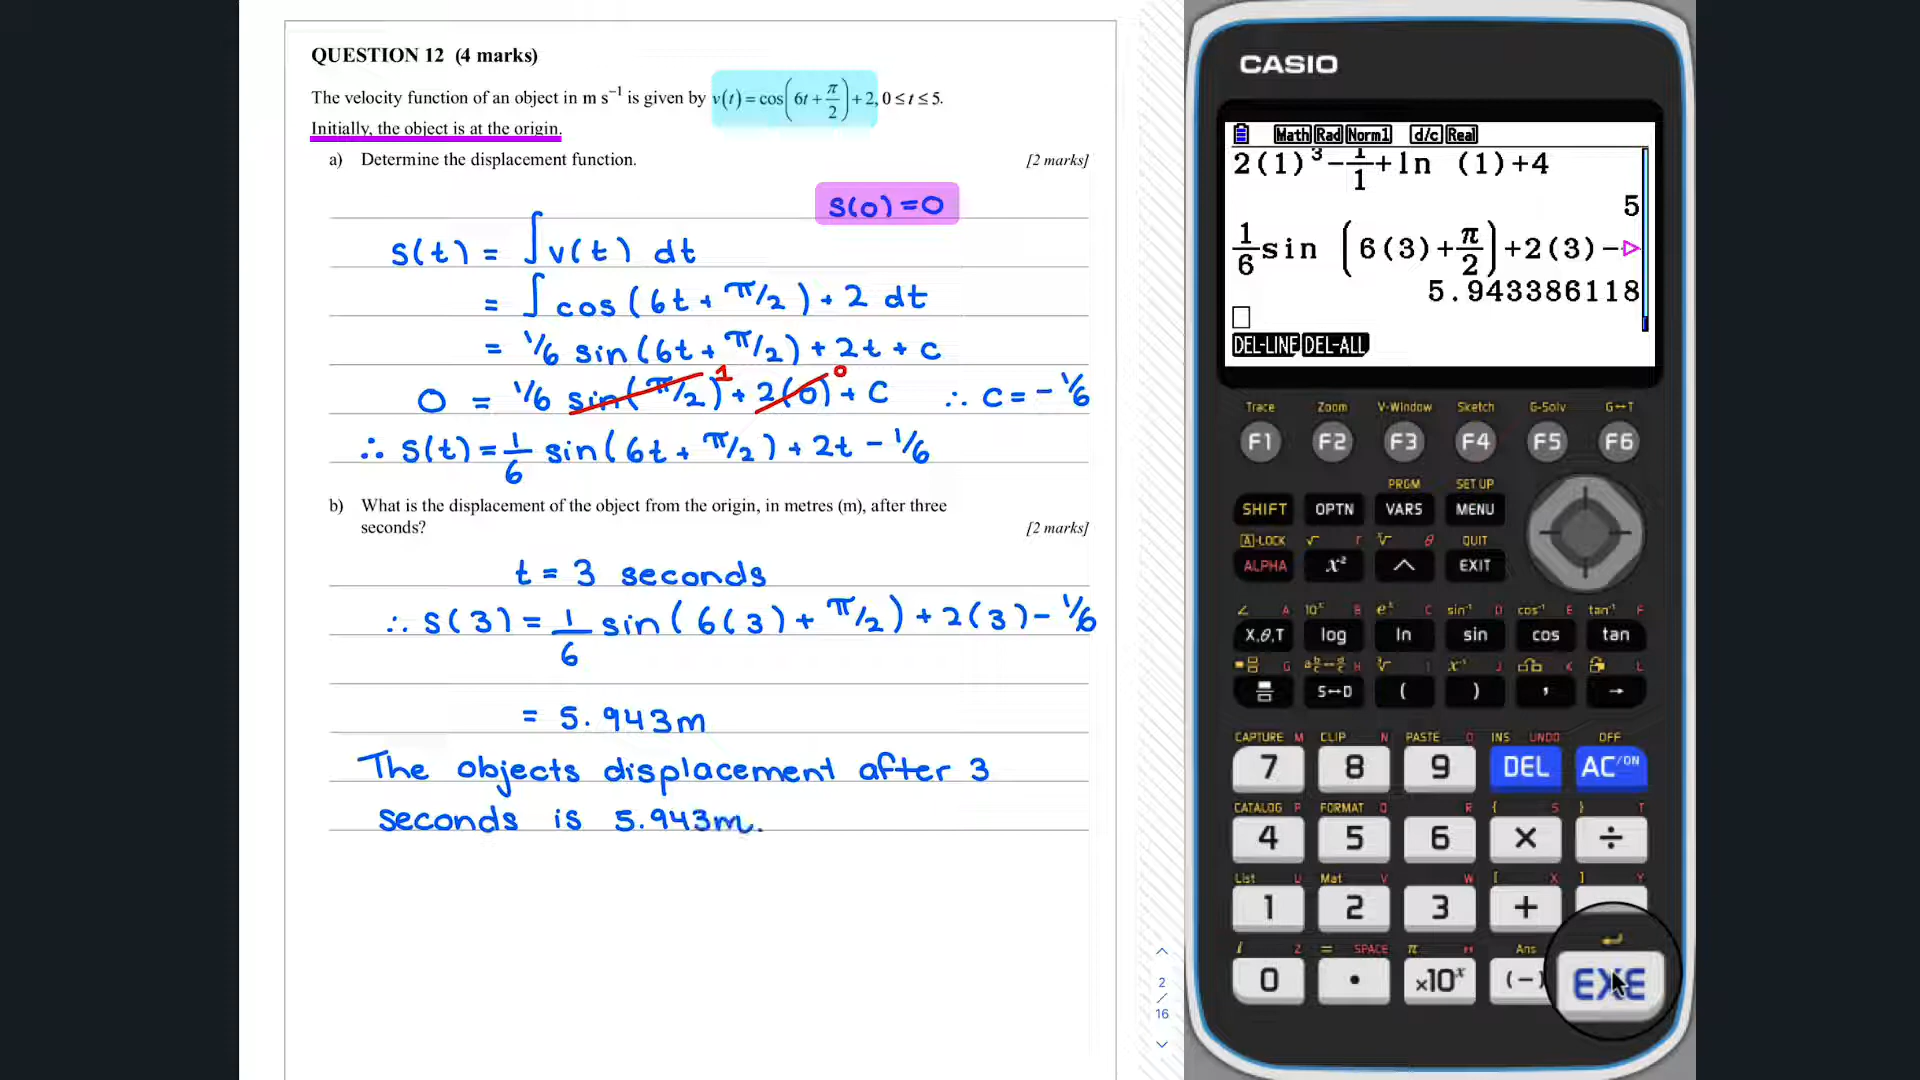 QUESTION 12 (4 marks)
The velocity function of an object in m s⁻¹ is given by v(t) = cos(6t + π/2) + 2, 0 ≤ t ≤ 5.
Initially, the object is at the origin.
a) Determine the displacement function. [2 marks]
s(0) = 0
s(t) = ∫ v(t) dt
= ∫ cos(6t + π/2) + 2 dt
= 1/6 sin(6t + π/2) + 2t + c
0 = 1/6 sin(π/2) 1 + 2(0) 0 + C ∴ C = - 1/6
∴ s(t) = 1/6 sin(6t + π/2) + 2t - 1/6
b) What is the displacement of the object from the origin, in metres (m), after three
seconds? [2 marks]
t = 3 seconds
∴ s(3) = 1/6 sin(6(3) + π/2) + 2(3) - 1/6
= 5.943m
The objects displacement after 3
seconds is 5.943m.
2
/
16
CASIO
Math Rad Norm1 d/c Real
2(1)³-1/1+ln (1)+4
5
1/6 sin (6(3)+π/2)+2(3)-
5.943386118
DEL-LINE DEL-ALL
Trace Zoom V-Window Sketch G-Solv G↔T
F1 F2 F3 F4 F5 F6
PRGM SET UP
SHIFT OPTN VARS MENU
A-LOCK √ r θ QUIT
ALPHA x² ^ EXIT
∠ A 10ˣ B eˣ C sin⁻¹ D cos⁻¹ E tan⁻¹ F
X,θ,T log ln sin cos tan
G H ³√ I x⁻¹ J K L
S↔D ( ) , →
CAPTURE M CLIP N PASTE O INS UNDO OFF
7 8 9 DEL AC/ON
CATALOG P FORMAT Q R { S } T
4 5 6 × ÷
List U Mat V W [ X ] Y
1 2 3 +
i Z = SPACE π Ans
0 • ×10ˣ (-) EXE